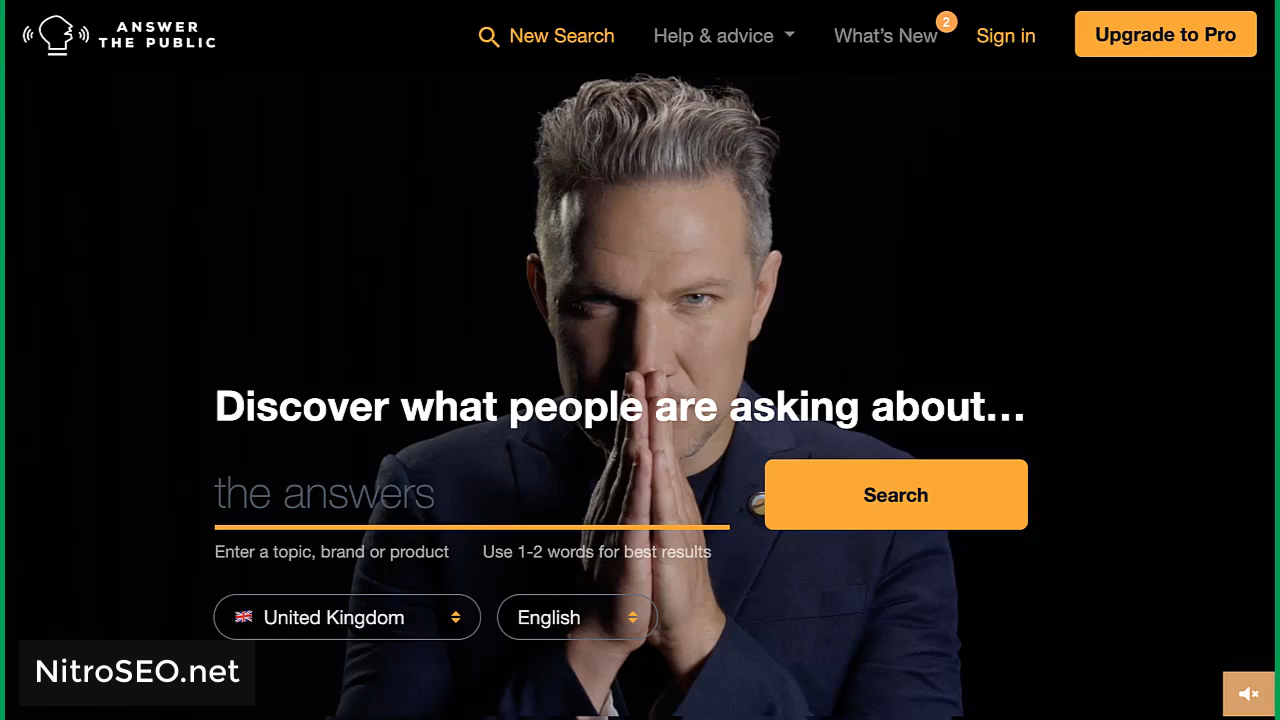 ANSWER
THE PUBLIC
New Search
Help & advice
What's New
2
Sign in
Upgrade to Pro
Discover what people are asking about...
the answers
Search
Enter a topic, brand or product
Use 1-2 words for best results
United Kingdom
English
NitroSEO.net